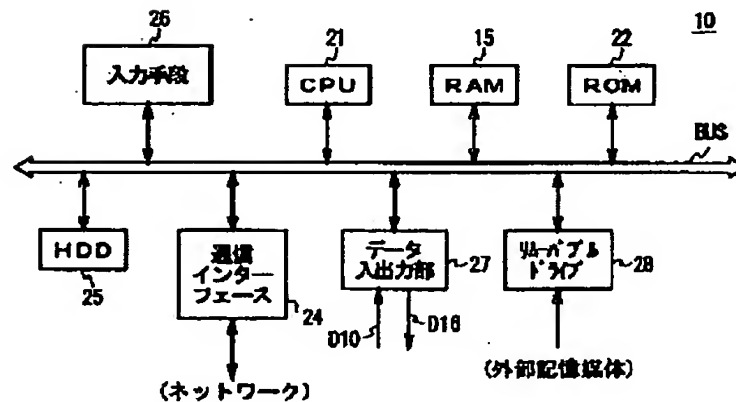 26
入力手段
21
CPU
15
RAM
22
ROM
10
BUS
HDD
25
通信
インター
フェース
24
(ネットワーク)
データ
入出力部
27
D10
D16
リムーバブル
ドライブ
28
(外部記憶媒体)